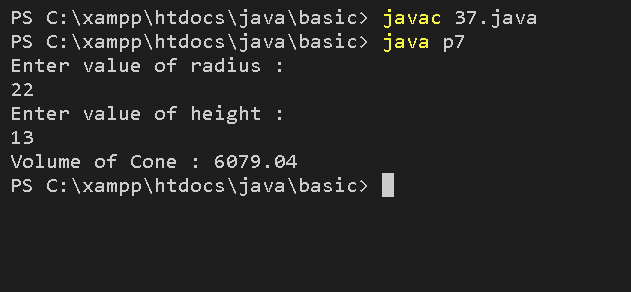 PS C:\xampp\htdocs\java\basic> javac 37.java
PS C:\xampp\htdocs\java\basic> java p7
Enter value of radius :
22
Enter value of height :
13
Volume of Cone : 6079.04
PS C:\xampp\htdocs\java\basic>